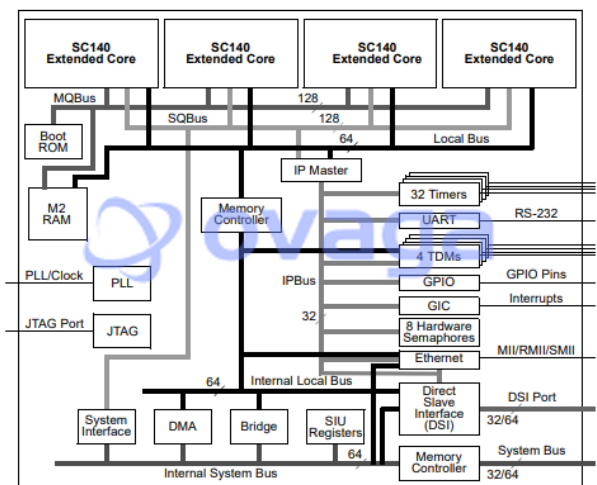 SC140
Extended Core
SC140
Extended Core
SC140
Extended Core
SC140
Extended Core
MQBus
128
SQBus
128
64
Local Bus
Boot
ROM
IP Master
M2
RAM
Memory
Controller
32 Timers
UART
RS-232
4 TDMs
ovaga
PLL/Clock
PLL
IPBus
GPIO
GPIO Pins
GIC
Interrupts
32
JTAG Port
JTAG
8 Hardware
Semaphores
Ethernet
MII/RMII/SMII
64
Internal Local Bus
Direct
Slave
Interface
(DSI)
DSI Port
32/64
System
Interface
DMA
Bridge
SIU
Registers
64
Internal System Bus
Memory
Controller
System Bus
32/64